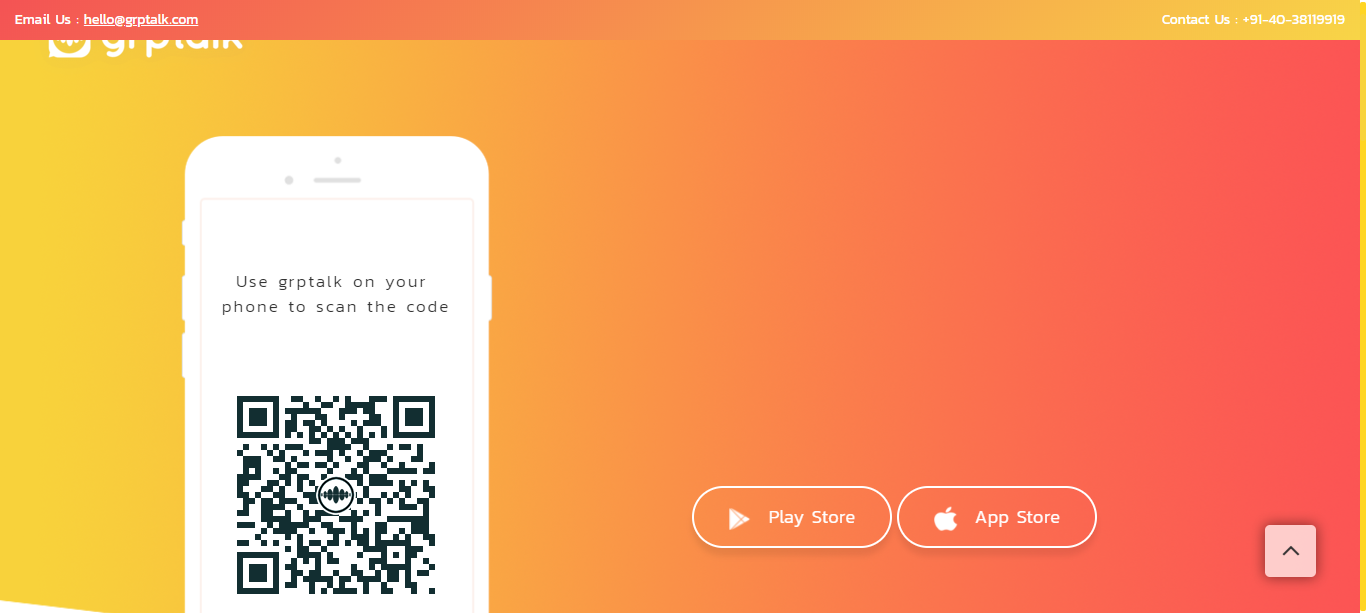 Email Us : hello@grptalk.com
Contact Us : +91-40-38119919
grptalk
Use grptalk on your
phone to scan the code
Play Store
App Store